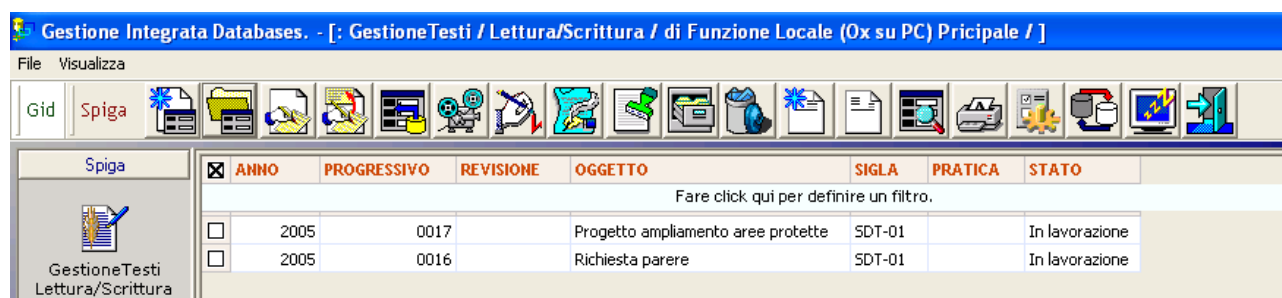 Gestione Integrata Databases. - [: GestioneTesti / Lettura/Scrittura / di Funzione Locale (Ox su PC) Pricipale / ]
File Visualizza
Gid Spiga
Spiga
ANNO PROGRESSIVO REVISIONE OGGETTO SIGLA PRATICA STATO
Fare click qui per definire un filtro.
2005 0017 Progetto ampliamento aree protette SDT-01 In lavorazione
2005 0016 Richiesta parere SDT-01 In lavorazione
GestioneTesti
Lettura/Scrittura